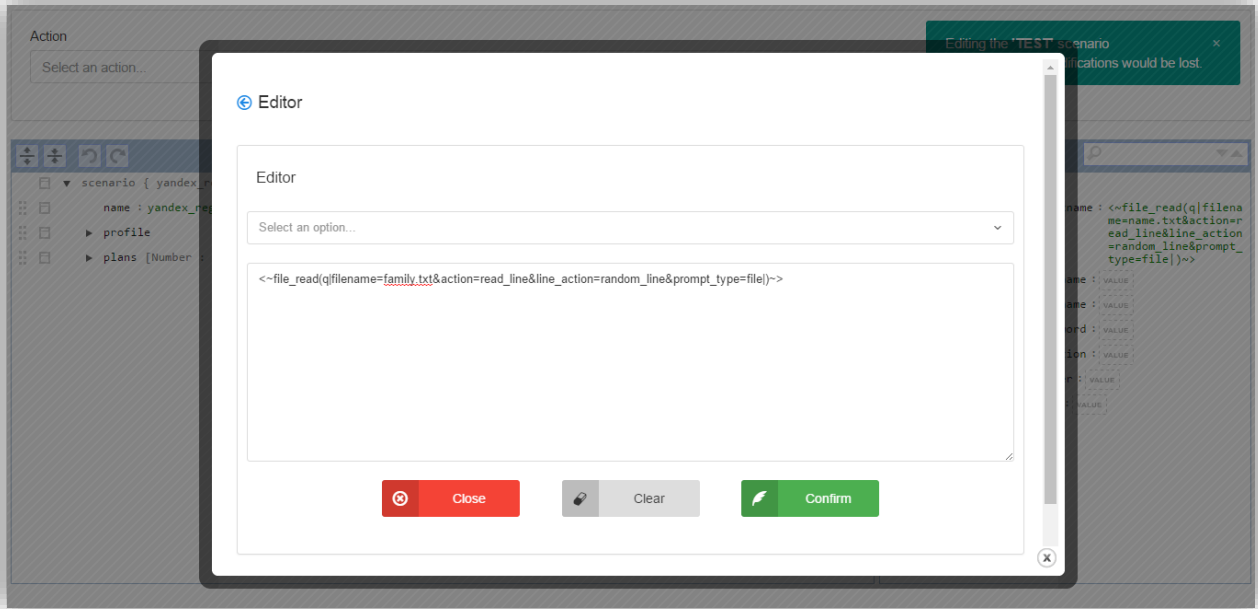 Action
Select an action...
Editing the "TEST" scenario
ifications would be lost.
Editor
Editor
Select an option...
<~file_read(q|filename=family.txt&action=read_line&line_action=random_line&prompt_type=file|)~>
Close
Clear
Confirm
scenario { yandex_r
name : yandex_reg
profile
plans [Number :
name : <~file_read(q|filena
me=name.txt&action=r
ead_line&line_action
=random_line&prompt_
type=file|)~>
ame : VALUE
ame : VALUE
ord : VALUE
ion : VALUE
r : VALUE
: VALUE